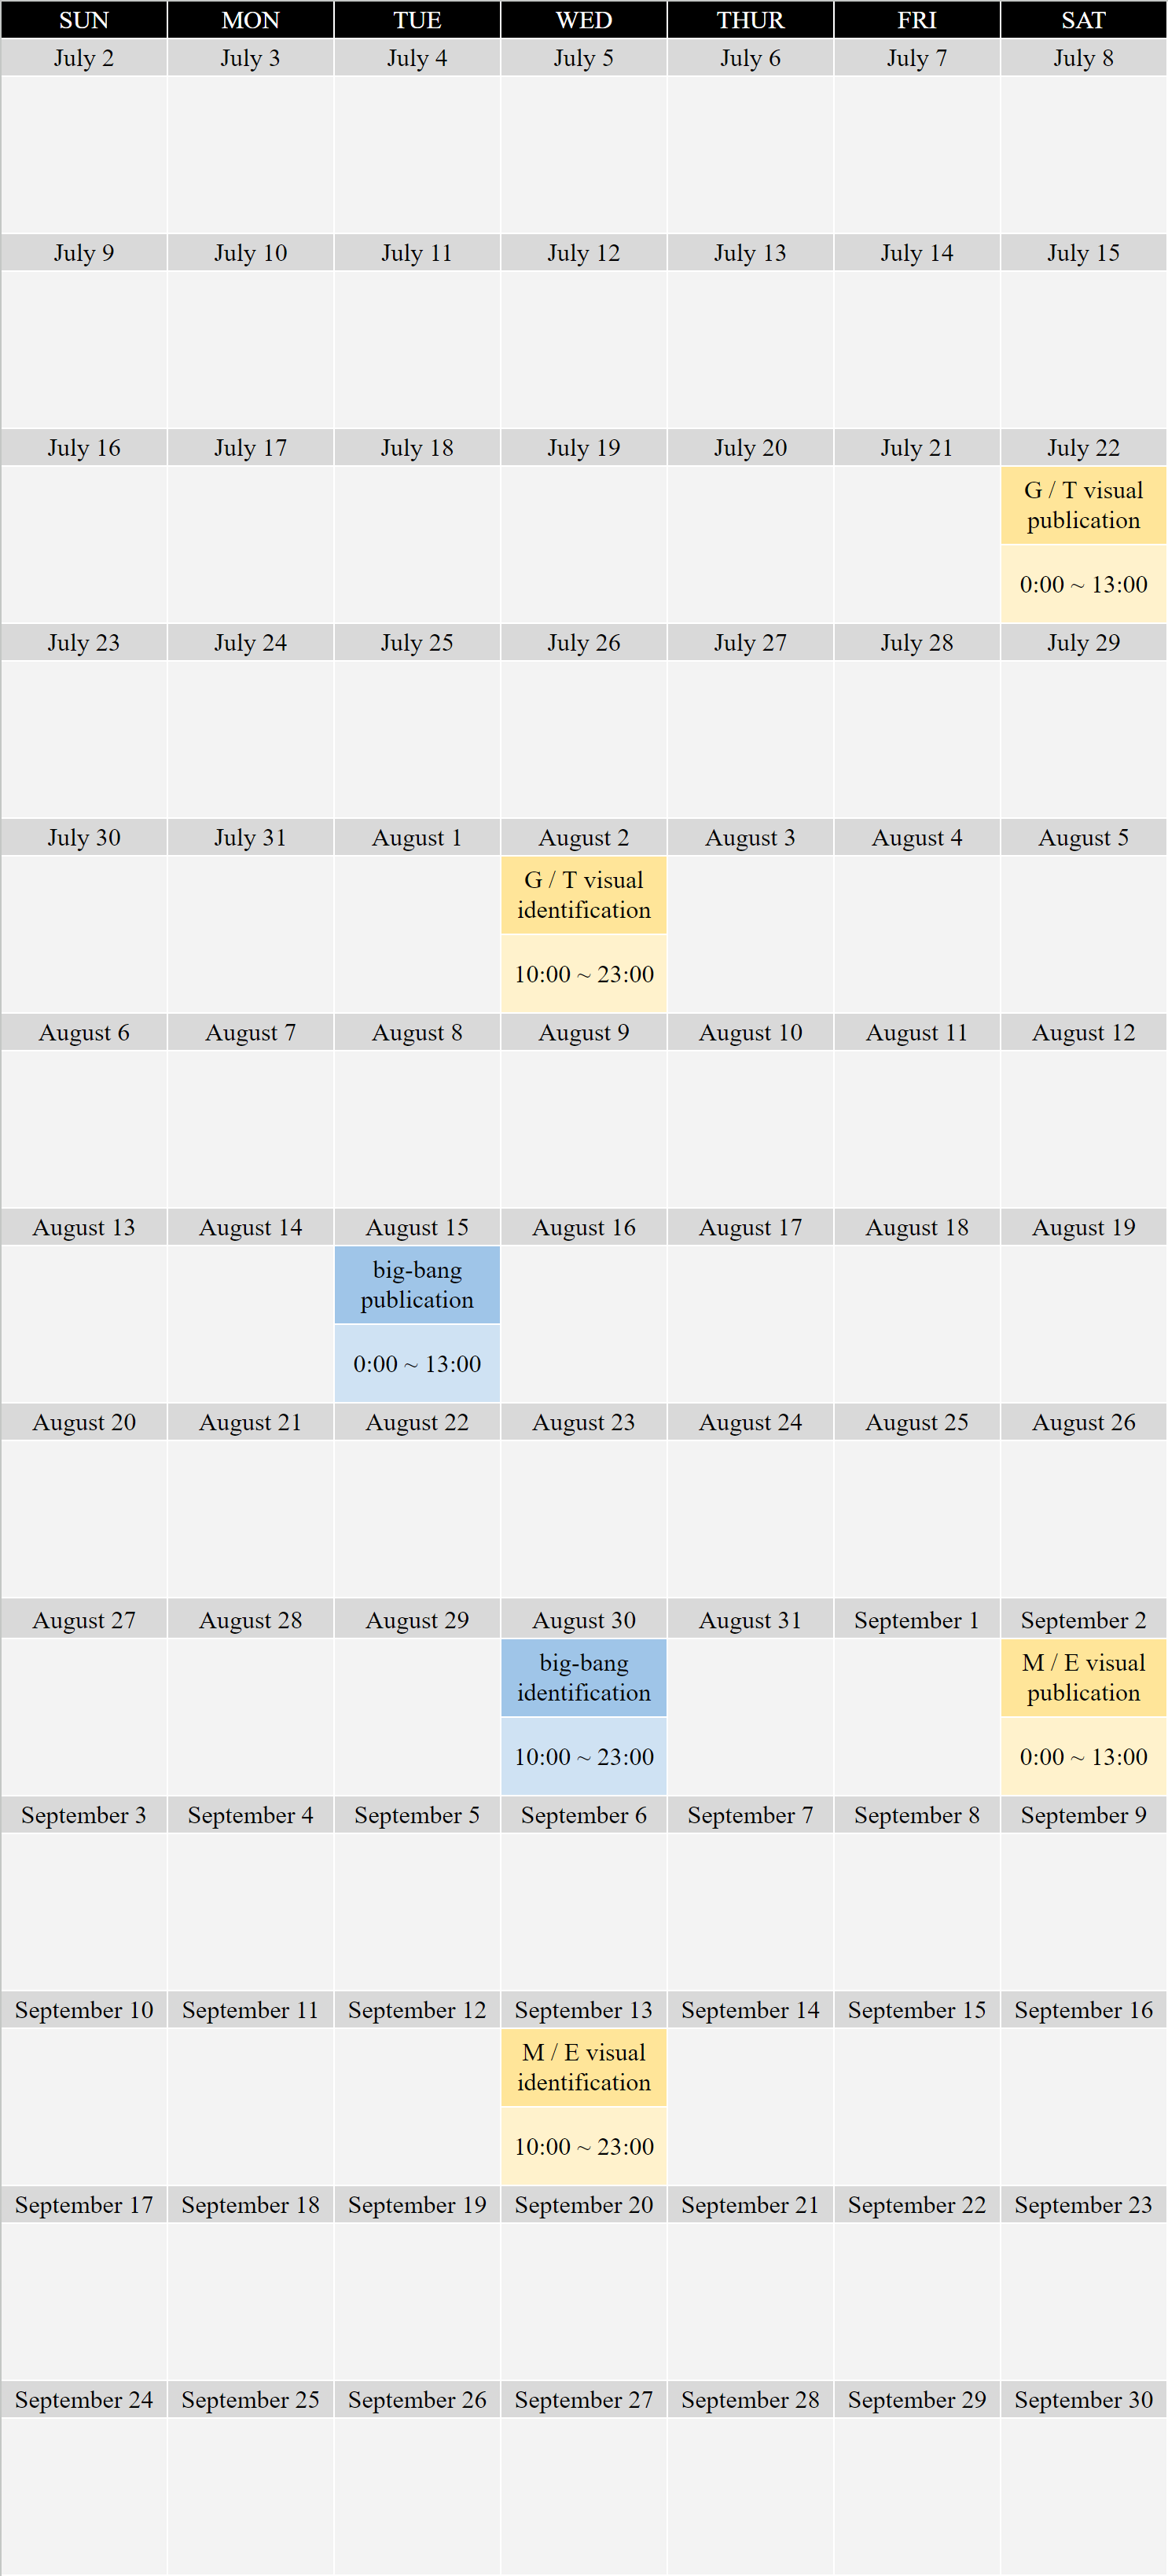 SUN MON TUE WED THUR FRI SAT
July 2 July 3 July 4 July 5 July 6 July 7 July 8
July 9 July 10 July 11 July 12 July 13 July 14 July 15
July 16 July 17 July 18 July 19 July 20 July 21 July 22
G / T visual
publication
0:00 ~ 13:00
July 23 July 24 July 25 July 26 July 27 July 28 July 29
July 30 July 31 August 1 August 2 August 3 August 4 August 5
G / T visual
identification
10:00 ~ 23:00
August 6 August 7 August 8 August 9 August 10 August 11 August 12
August 13 August 14 August 15 August 16 August 17 August 18 August 19
big-bang
publication
0:00 ~ 13:00
August 20 August 21 August 22 August 23 August 24 August 25 August 26
August 27 August 28 August 29 August 30 August 31 September 1 September 2
big-bang
identification
10:00 ~ 23:00
M / E visual
publication
0:00 ~ 13:00
September 3 September 4 September 5 September 6 September 7 September 8 September 9
September 10 September 11 September 12 September 13 September 14 September 15 September 16
M / E visual
identification
10:00 ~ 23:00
September 17 September 18 September 19 September 20 September 21 September 22 September 23
September 24 September 25 September 26 September 27 September 28 September 29 September 30